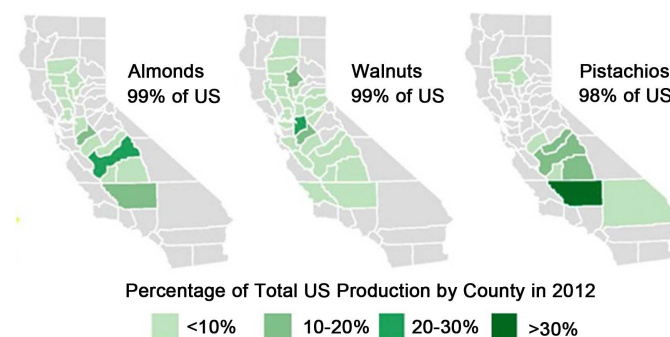 Almonds
99% of US
Walnuts
99% of US
Pistachios
98% of US
Percentage of Total US Production by County in 2012
<10%
10-20%
20-30%
>30%